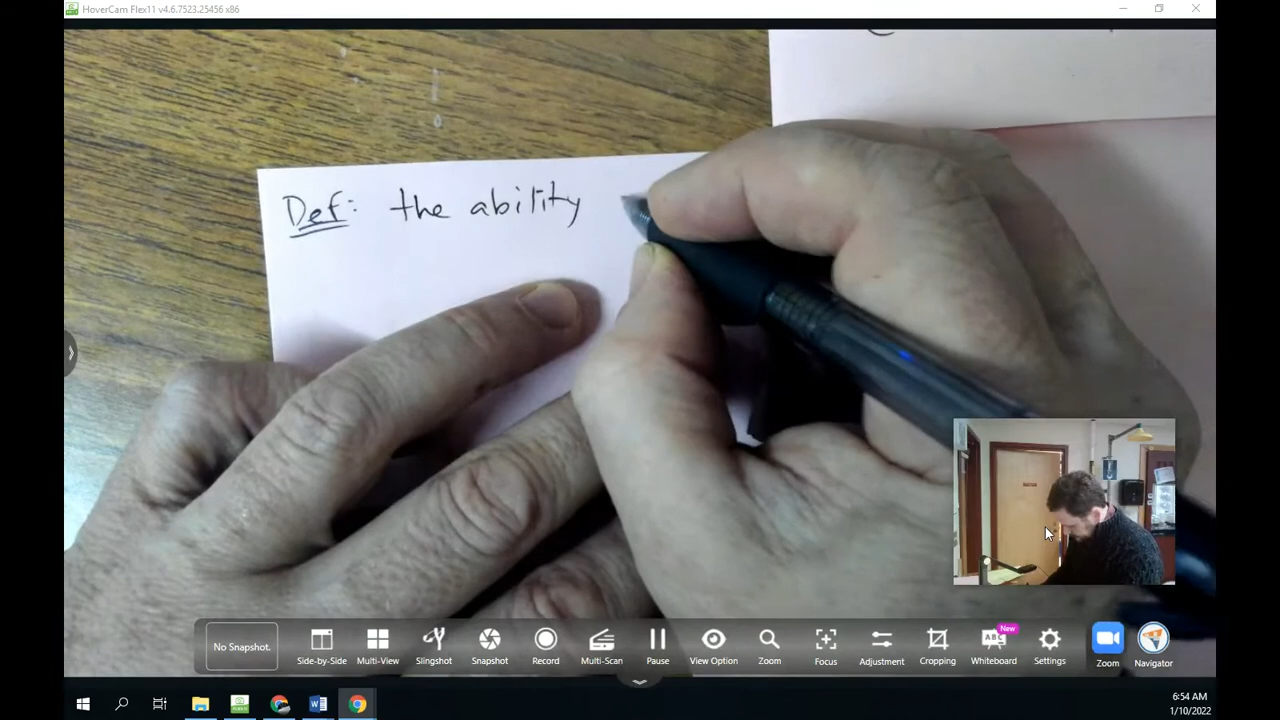 HoverCam Flex11 v4.6.7523.25456 x86
Def: the ability
No Snapshot.
Side-by-Side
Multi-View
Slingshot
Snapshot
Record
Multi-Scan
Pause
View Option
Zoom
Focus
Adjustment
Cropping
New
ABC
Whiteboard
Settings
Zoom
Navigator
6:54 AM
1/10/2022